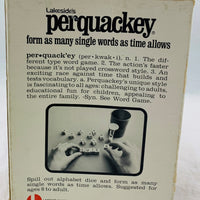 Lakeside's
perquackey®
form as many single words as time allows
per•quack'ey (per•kwak•i) n. 1. The dif-
ferent type word game. 2. The action's faster
because it's not played crossword style. 3. An
exciting race against time that builds and
tests vocabulary. a. Perquackey's unique style
is fascinating to all ages: challenging to adults,
educational fun for children, appealing to
the entire family. -Syn. See Word Game.
Spill out alphabet dice and form as many
single words as time allows. Suggested for
ages 8 to adult.